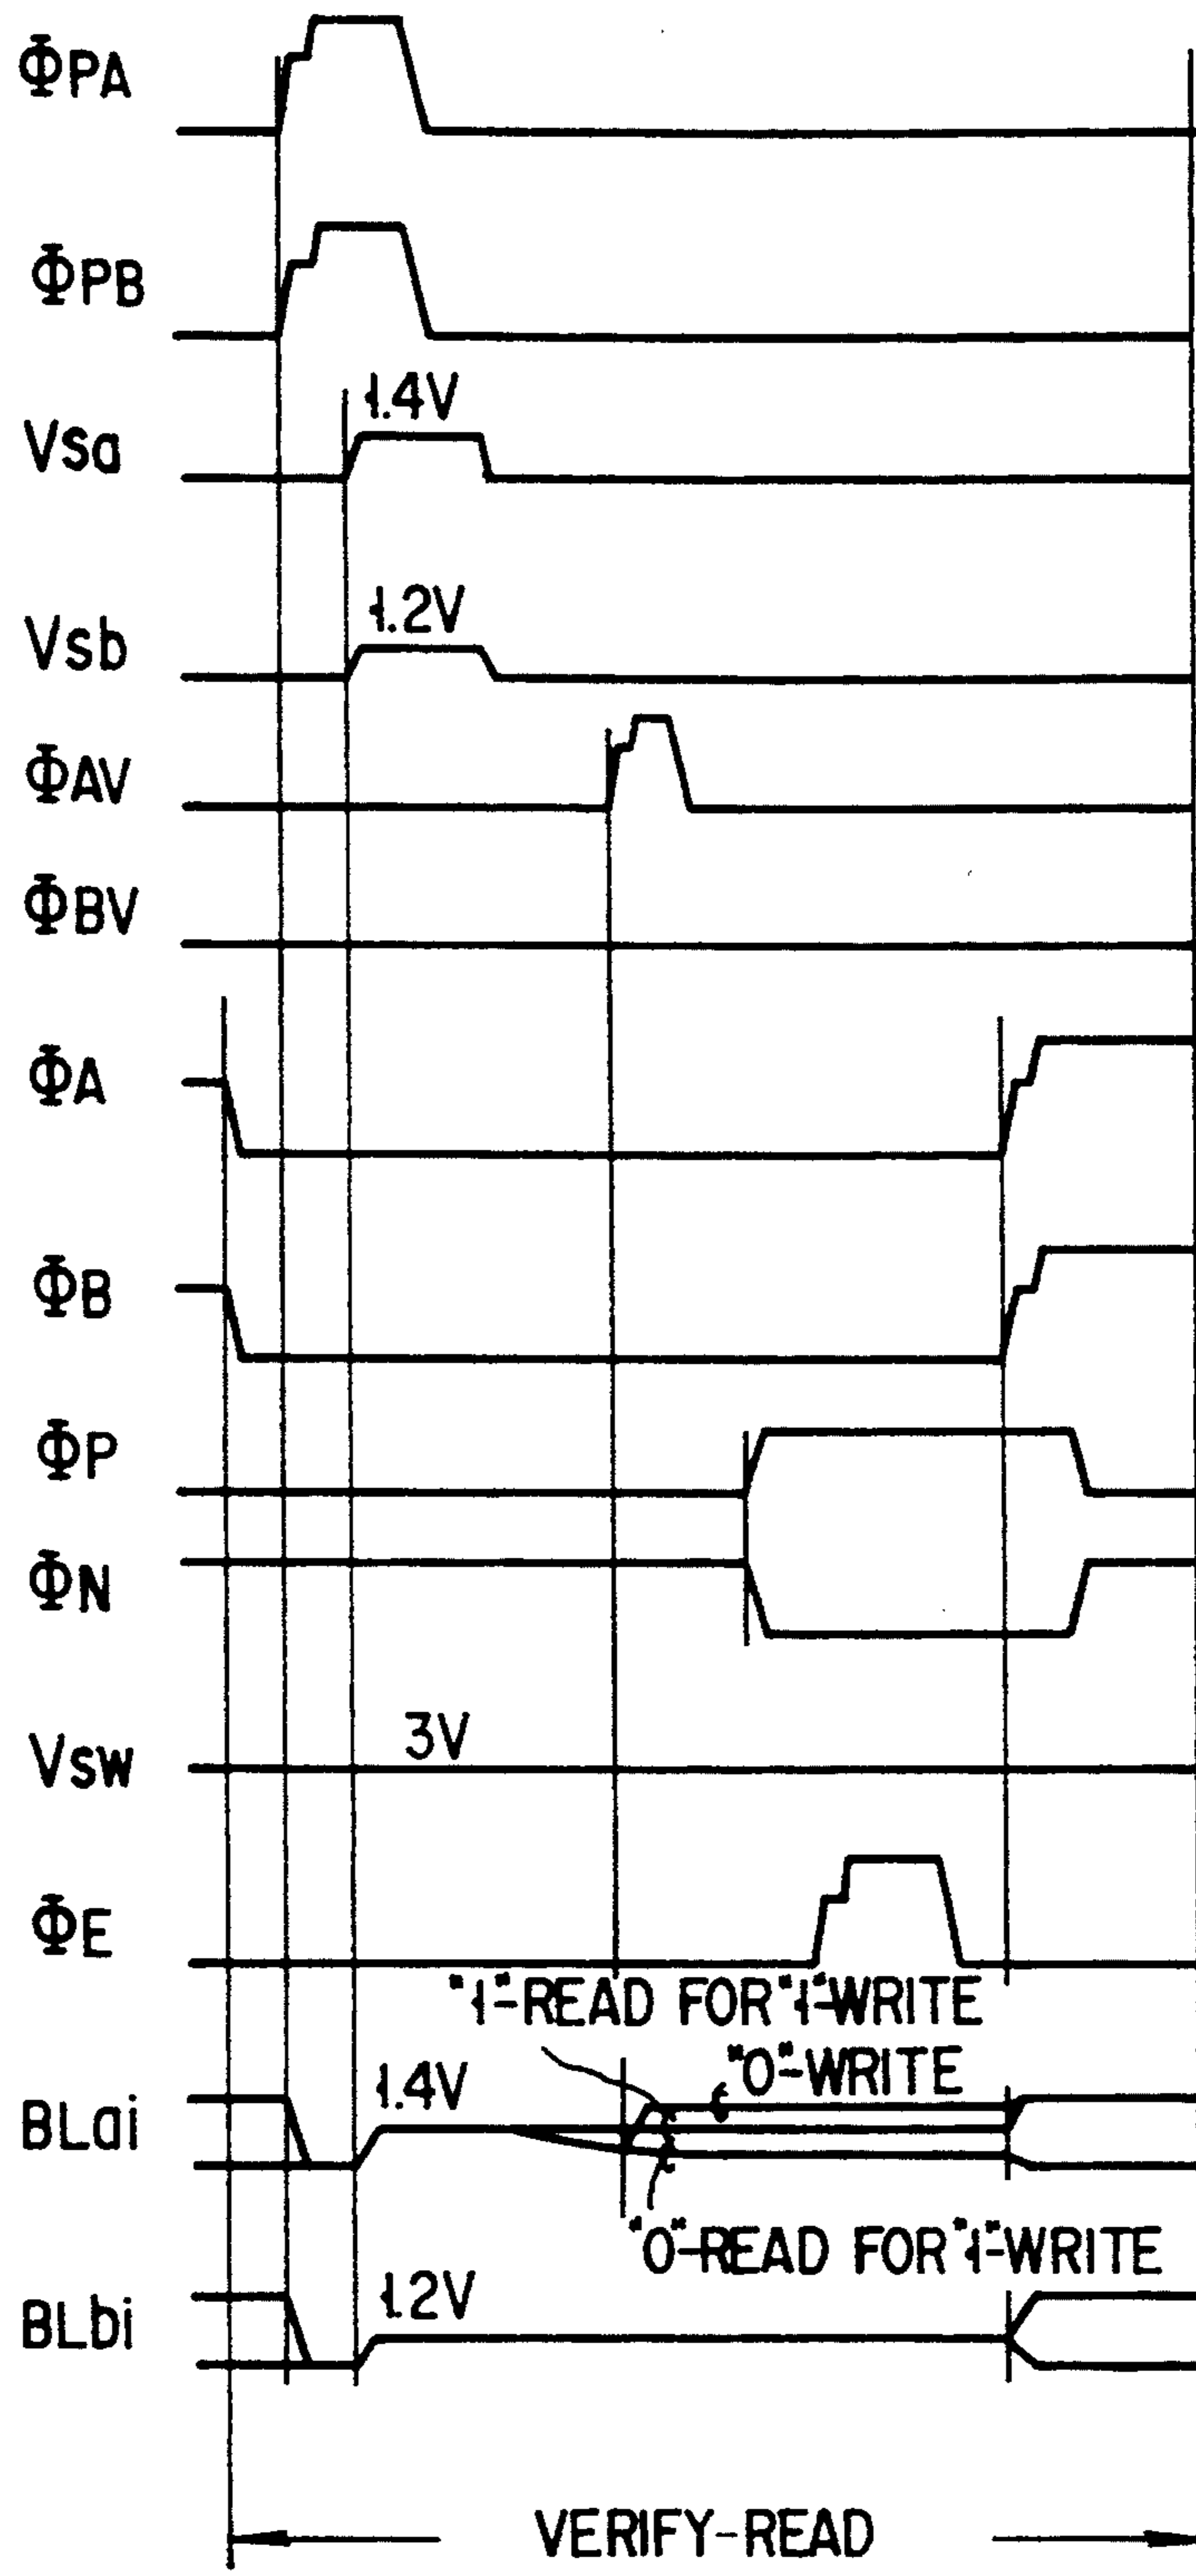 ΦPA
ΦPB
1.4V
Vsa
1.2V
Vsb
ΦAV
ΦBV
ΦA
ΦB
ΦP
ΦN
3V
Vsw
ΦE
"1"-READ FOR "1"-WRITE
"0"-WRITE
1.4V
BLai
"0"-READ FOR "1"-WRITE
1.2V
BLbi
VERIFY-READ